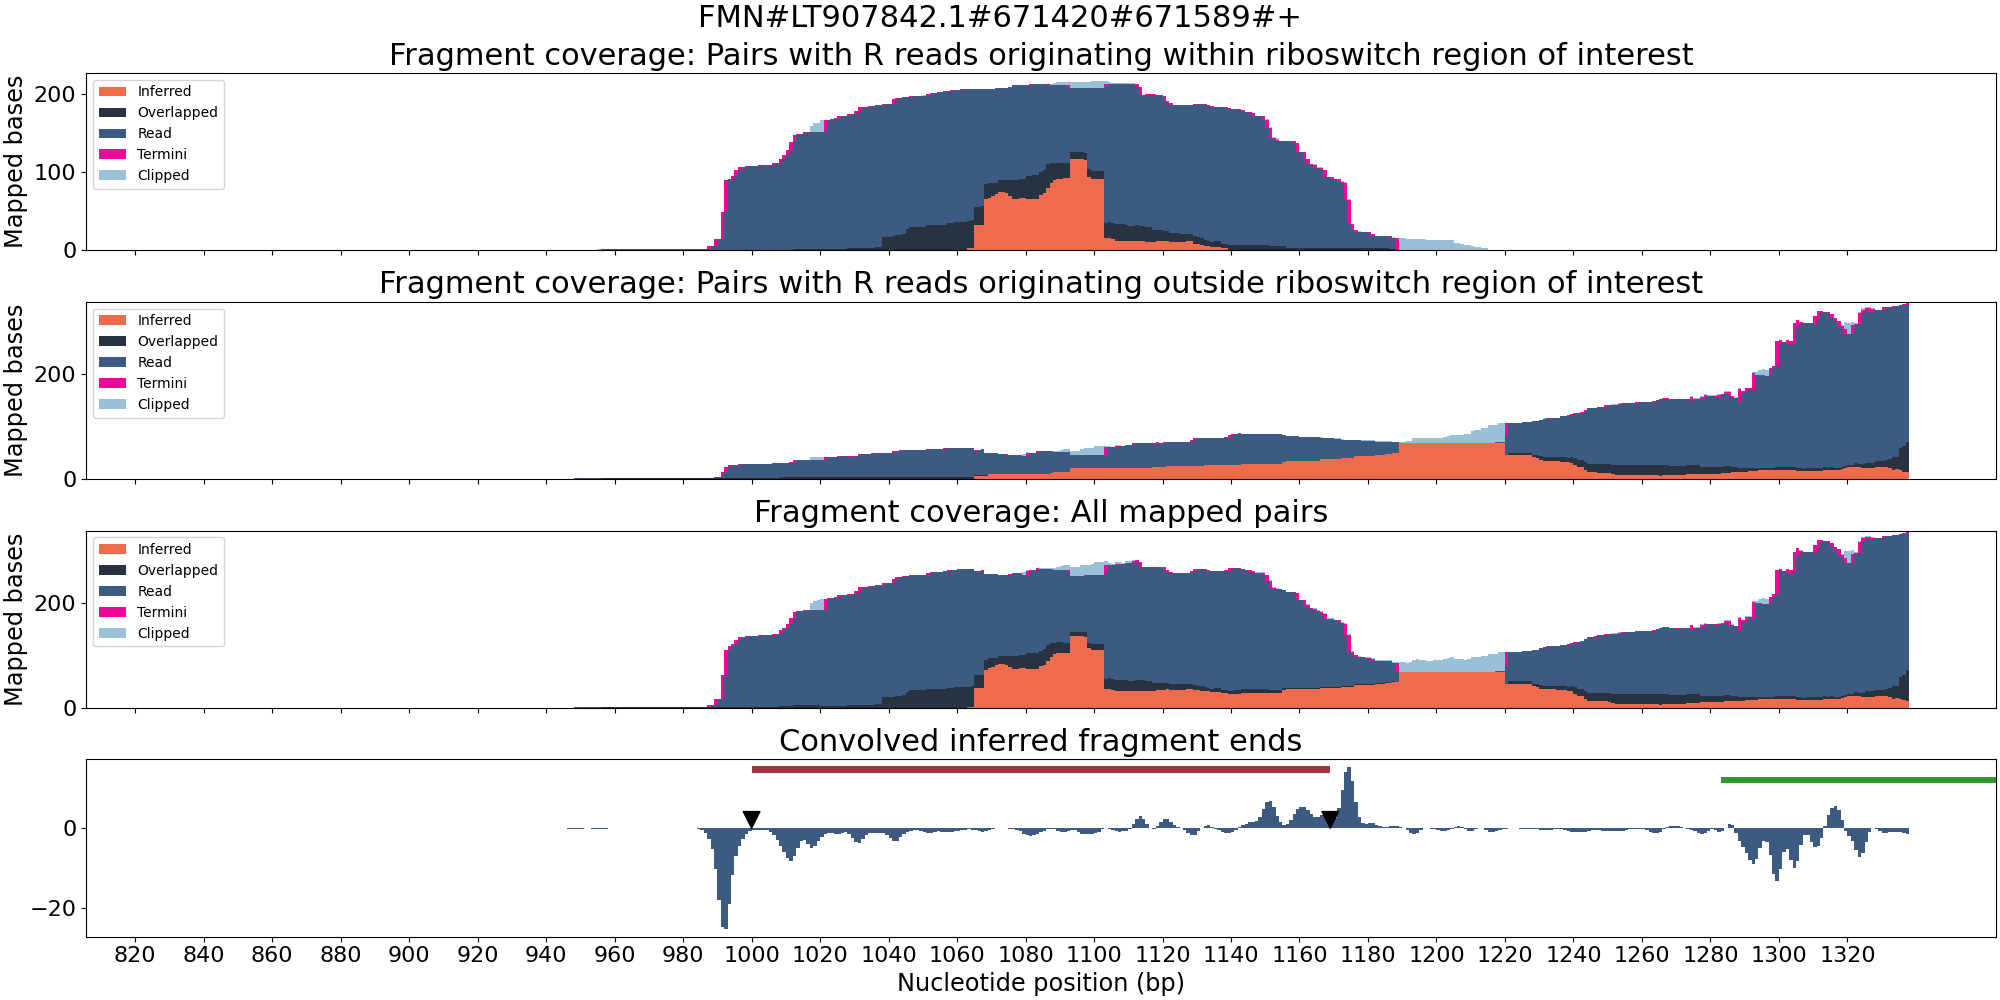 FMN#LT907842.1#671420#671589#+
Fragment coverage: Pairs with R reads originating within riboswitch region of interest
Mapped bases
200
100
0
Inferred
Overlapped
Read
Termini
Clipped
Fragment coverage: Pairs with R reads originating outside riboswitch region of interest
Mapped bases
200
0
Inferred
Overlapped
Read
Termini
Clipped
Fragment coverage: All mapped pairs
Mapped bases
200
0
Inferred
Overlapped
Read
Termini
Clipped
Convolved inferred fragment ends
0
−20
820 840 860 880 900 920 940 960 980 1000 1020 1040 1060 1080 1100 1120 1140 1160 1180 1200 1220 1240 1260 1280 1300 1320
Nucleotide position (bp)